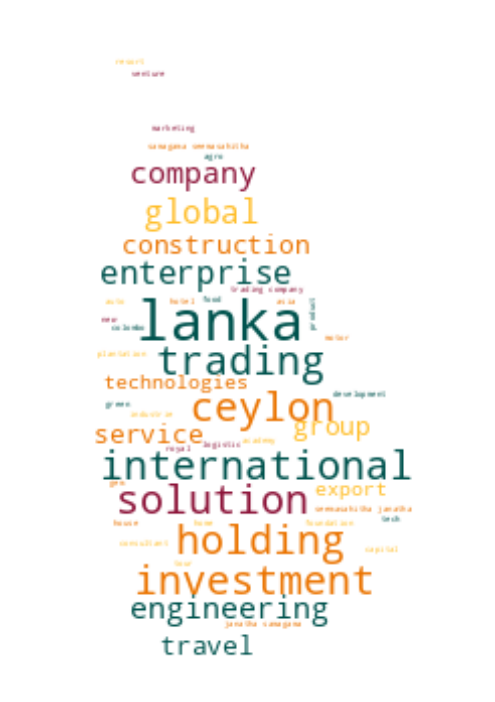 resort
venture
marketing
samagama seemasahitha
agro
company
global
construction
enterprise
trading company
auto hotel food asia
product
lanka
new
colombo
motor
plantation
trading
technologies
development
green
ceylon
industrie
group
service
academy
royal logistic
international
gem
solution
export
seemasahitha janatha
tech
house home foundation
holding
consultant
capital
tour
investment
engineering
janatha samagama
travel